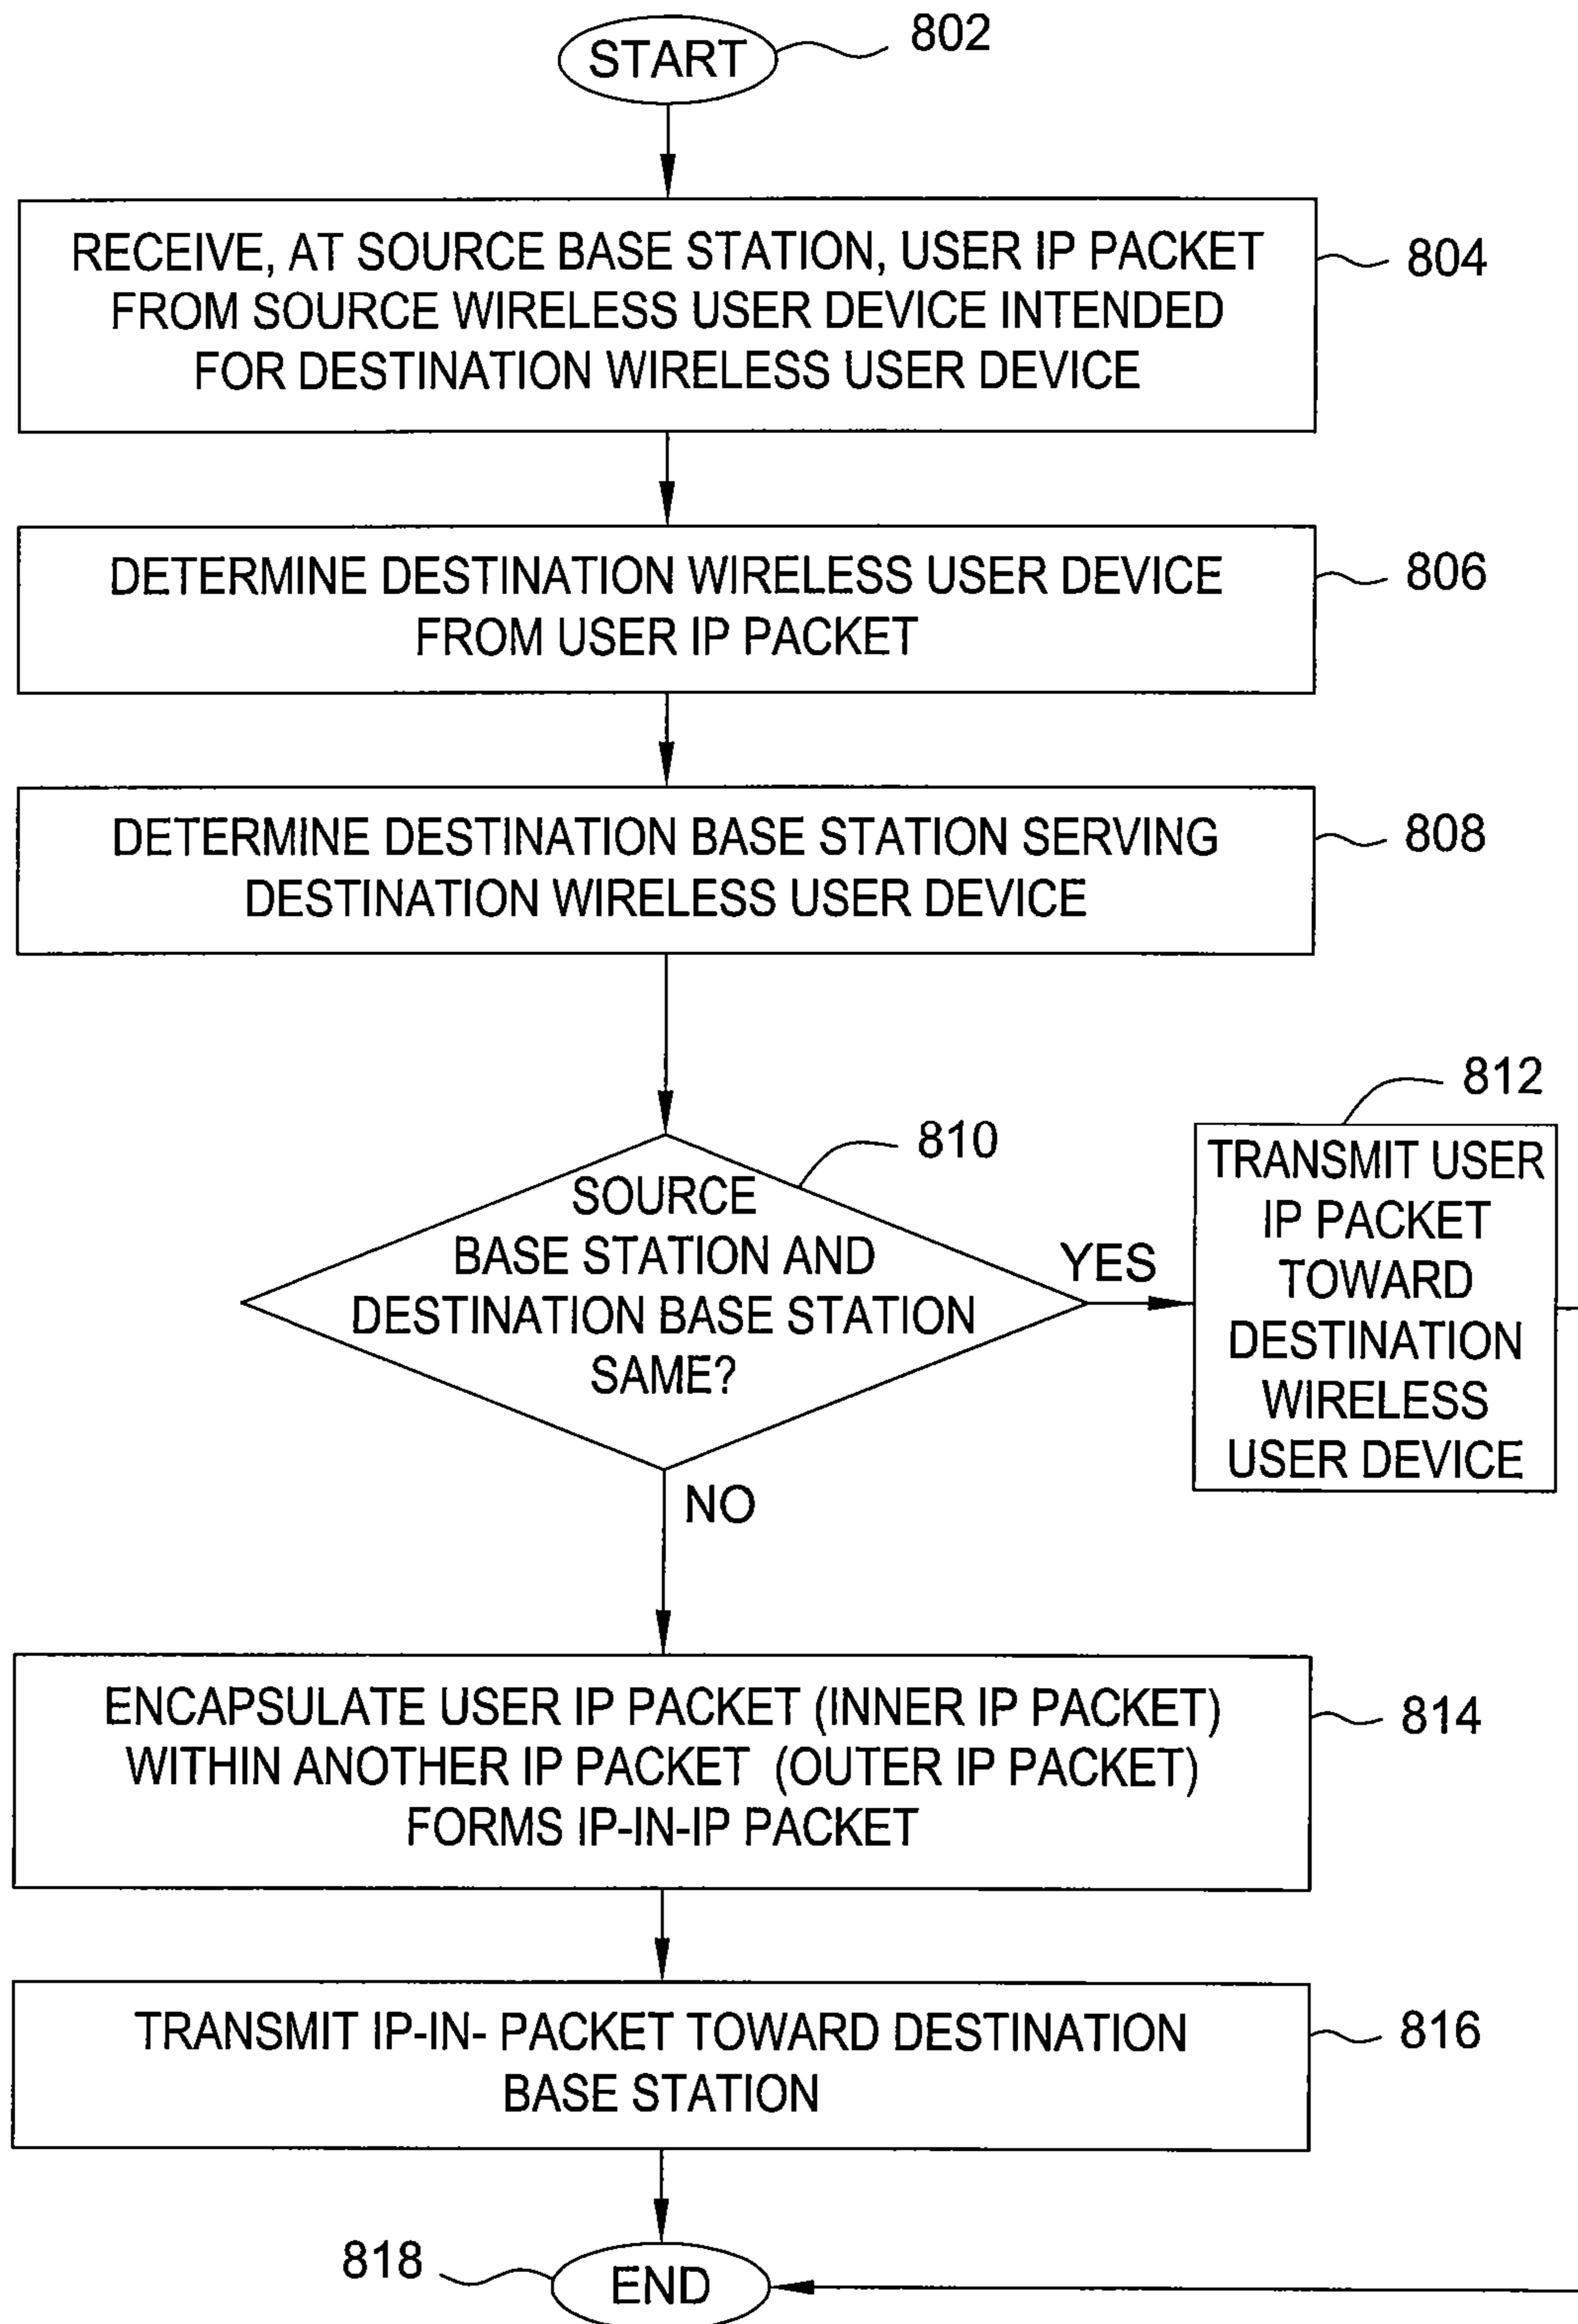 START
802
RECEIVE, AT SOURCE BASE STATION, USER IP PACKET
FROM SOURCE WIRELESS USER DEVICE INTENDED
FOR DESTINATION WIRELESS USER DEVICE
804
DETERMINE DESTINATION WIRELESS USER DEVICE
FROM USER IP PACKET
806
DETERMINE DESTINATION BASE STATION SERVING
DESTINATION WIRELESS USER DEVICE
808
SOURCE
BASE STATION AND
DESTINATION BASE STATION
SAME?
810
YES
812
TRANSMIT USER
IP PACKET
TOWARD
DESTINATION
WIRELESS
USER DEVICE
NO
ENCAPSULATE USER IP PACKET (INNER IP PACKET)
WITHIN ANOTHER IP PACKET (OUTER IP PACKET)
FORMS IP-IN-IP PACKET
814
TRANSMIT IP-IN- PACKET TOWARD DESTINATION
BASE STATION
816
818
END